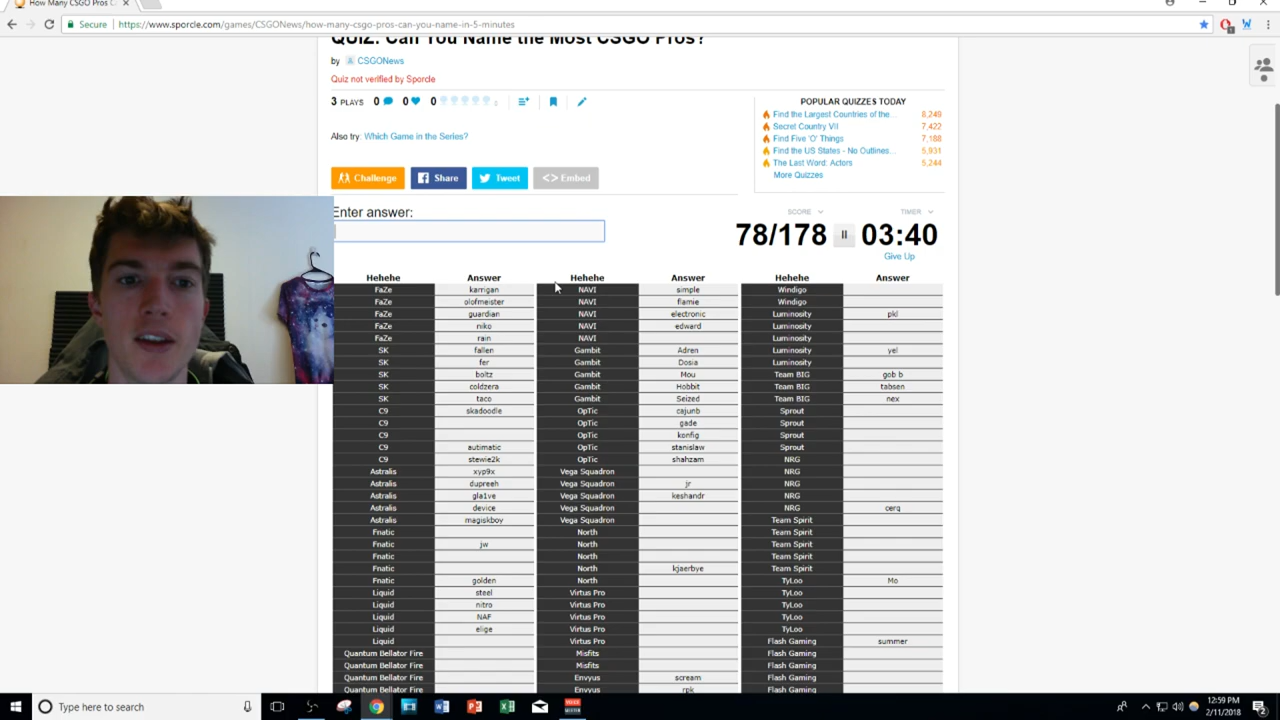 How Many CSGO Pros C
Secure https://www.sporcle.com/games/CSGONews/how-many-csgo-pros-can-you-name-in-5-minutes
QUIZ: Can You Name the Most CSGO Pros?
by CSGONews
Quiz not verified by Sporcle
3 PLAYS 0 0 0
Also try: Which Game in the Series?
POPULAR QUIZZES TODAY
Find the Largest Countries of the... 8,249
Secret Country VII 7,422
Find Five 'O' Things 7,188
Find the US States - No Outlines... 5,931
The Last Word: Actors 5,244
More Quizzes
Challenge Share Tweet <> Embed
Enter answer:
SCORE TIMER
78/178 03:40
Give Up
Hehehe Answer Hehehe Answer Hehehe Answer
FaZe karrigan NAVI simple Windigo
FaZe olofmeister NAVI flamie Windigo
FaZe guardian NAVI electronic Luminosity pkl
FaZe niko NAVI edward Luminosity
FaZe rain NAVI Luminosity
SK fallen Gambit Adren Luminosity yel
SK fer Gambit Dosia Luminosity
SK boltz Gambit Mou Team BIG gob b
SK coldzera Gambit Hobbit Team BIG tabsen
SK taco Gambit Seized Team BIG nex
C9 skadoodle OpTic cajunb Sprout
C9 OpTic gade Sprout
C9 OpTic konfig Sprout
C9 autimatic OpTic stanislaw Sprout
C9 stewie2k OpTic shahzam NRG
Astralis xyp9x Vega Squadron NRG
Astralis dupreeh Vega Squadron jr NRG
Astralis gla1ve Vega Squadron keshandr NRG
Astralis device Vega Squadron NRG cerq
Astralis magiskboy Vega Squadron Team Spirit
Fnatic North Team Spirit
Fnatic jw North Team Spirit
Fnatic North Team Spirit
Fnatic North kjaerbye Team Spirit
Fnatic golden North TyLoo Mo
Liquid steel Virtus Pro TyLoo
Liquid nitro Virtus Pro TyLoo
Liquid NAF Virtus Pro TyLoo
Liquid elige Virtus Pro TyLoo
Liquid Virtus Pro Flash Gaming summer
Quantum Bellator Fire Misfits Flash Gaming
Quantum Bellator Fire Misfits Flash Gaming
Quantum Bellator Fire Envyus scream Flash Gaming
Quantum Bellator Fire Envyus rpk Flash Gaming
Type here to search
12:59 PM
2/11/2018